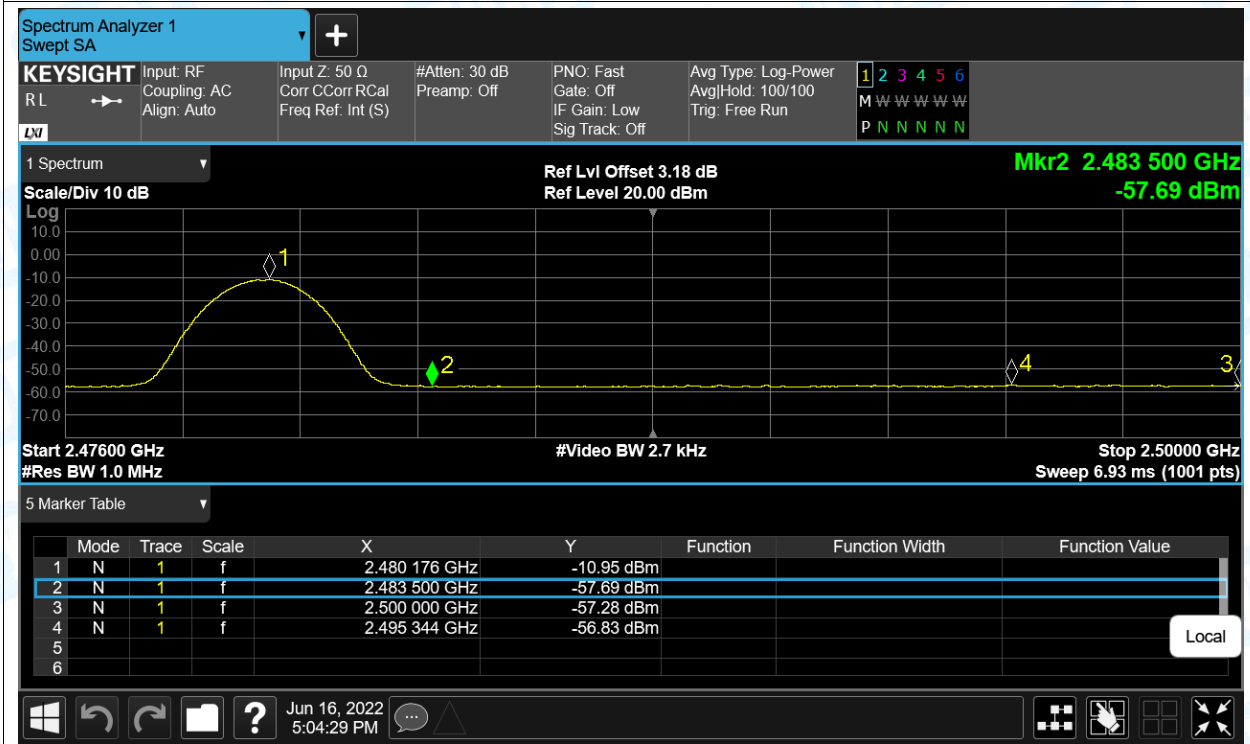 Spectrum Analyzer 1
Swept SA
+
KEYSIGHT
R L
LXI
Input: RF
Coupling: AC
Align: Auto
Input Z: 50 Ω
Corr CCorr RCal
Freq Ref: Int (S)
#Atten: 30 dB
Preamp: Off
PNO: Fast
Gate: Off
IF Gain: Low
Sig Track: Off
Avg Type: Log-Power
Avg|Hold: 100/100
Trig: Free Run
1 2 3 4 5 6
M W W W W W
P N N N N N
1 Spectrum
Scale/Div 10 dB
Ref Lvl Offset 3.18 dB
Ref Level 20.00 dBm
Mkr2 2.483 500 GHz
-57.69 dBm
Log
10.0
0.00
-10.0
-20.0
-30.0
-40.0
-50.0
-60.0
-70.0
1
2
4
3
Start 2.47600 GHz
#Video BW 2.7 kHz
Stop 2.50000 GHz
#Res BW 1.0 MHz
Sweep 6.93 ms (1001 pts)
5 Marker Table
Mode Trace Scale X Y Function Function Width Function Value
1 N 1 f 2.480 176 GHz -10.95 dBm
2 N 1 f 2.483 500 GHz -57.69 dBm
3 N 1 f 2.500 000 GHz -57.28 dBm
4 N 1 f 2.495 344 GHz -56.83 dBm
5
6
Local
?
Jun 16, 2022
5:04:29 PM